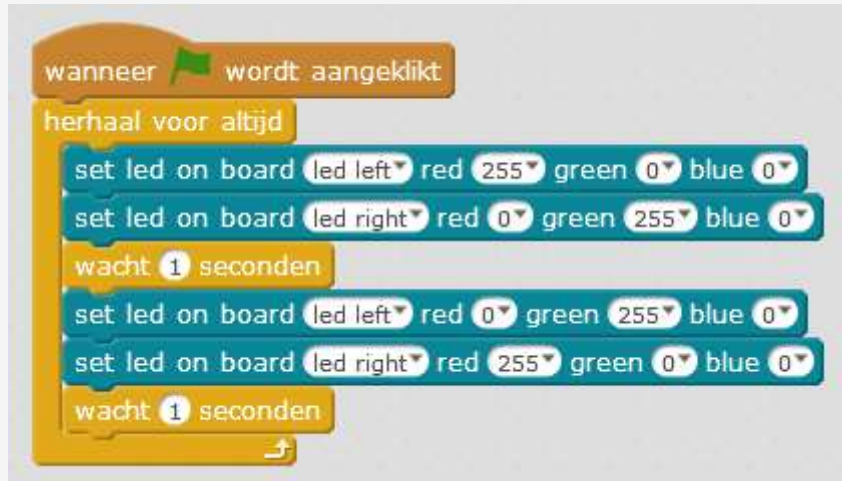 wanneer wordt aangeklikt
herhaal voor altijd
set led on board led left red 255 green 0 blue 0
set led on board led right red 0 green 255 blue 0
wacht 1 seconden
set led on board led left red 0 green 255 blue 0
set led on board led right red 255 green 0 blue 0
wacht 1 seconden